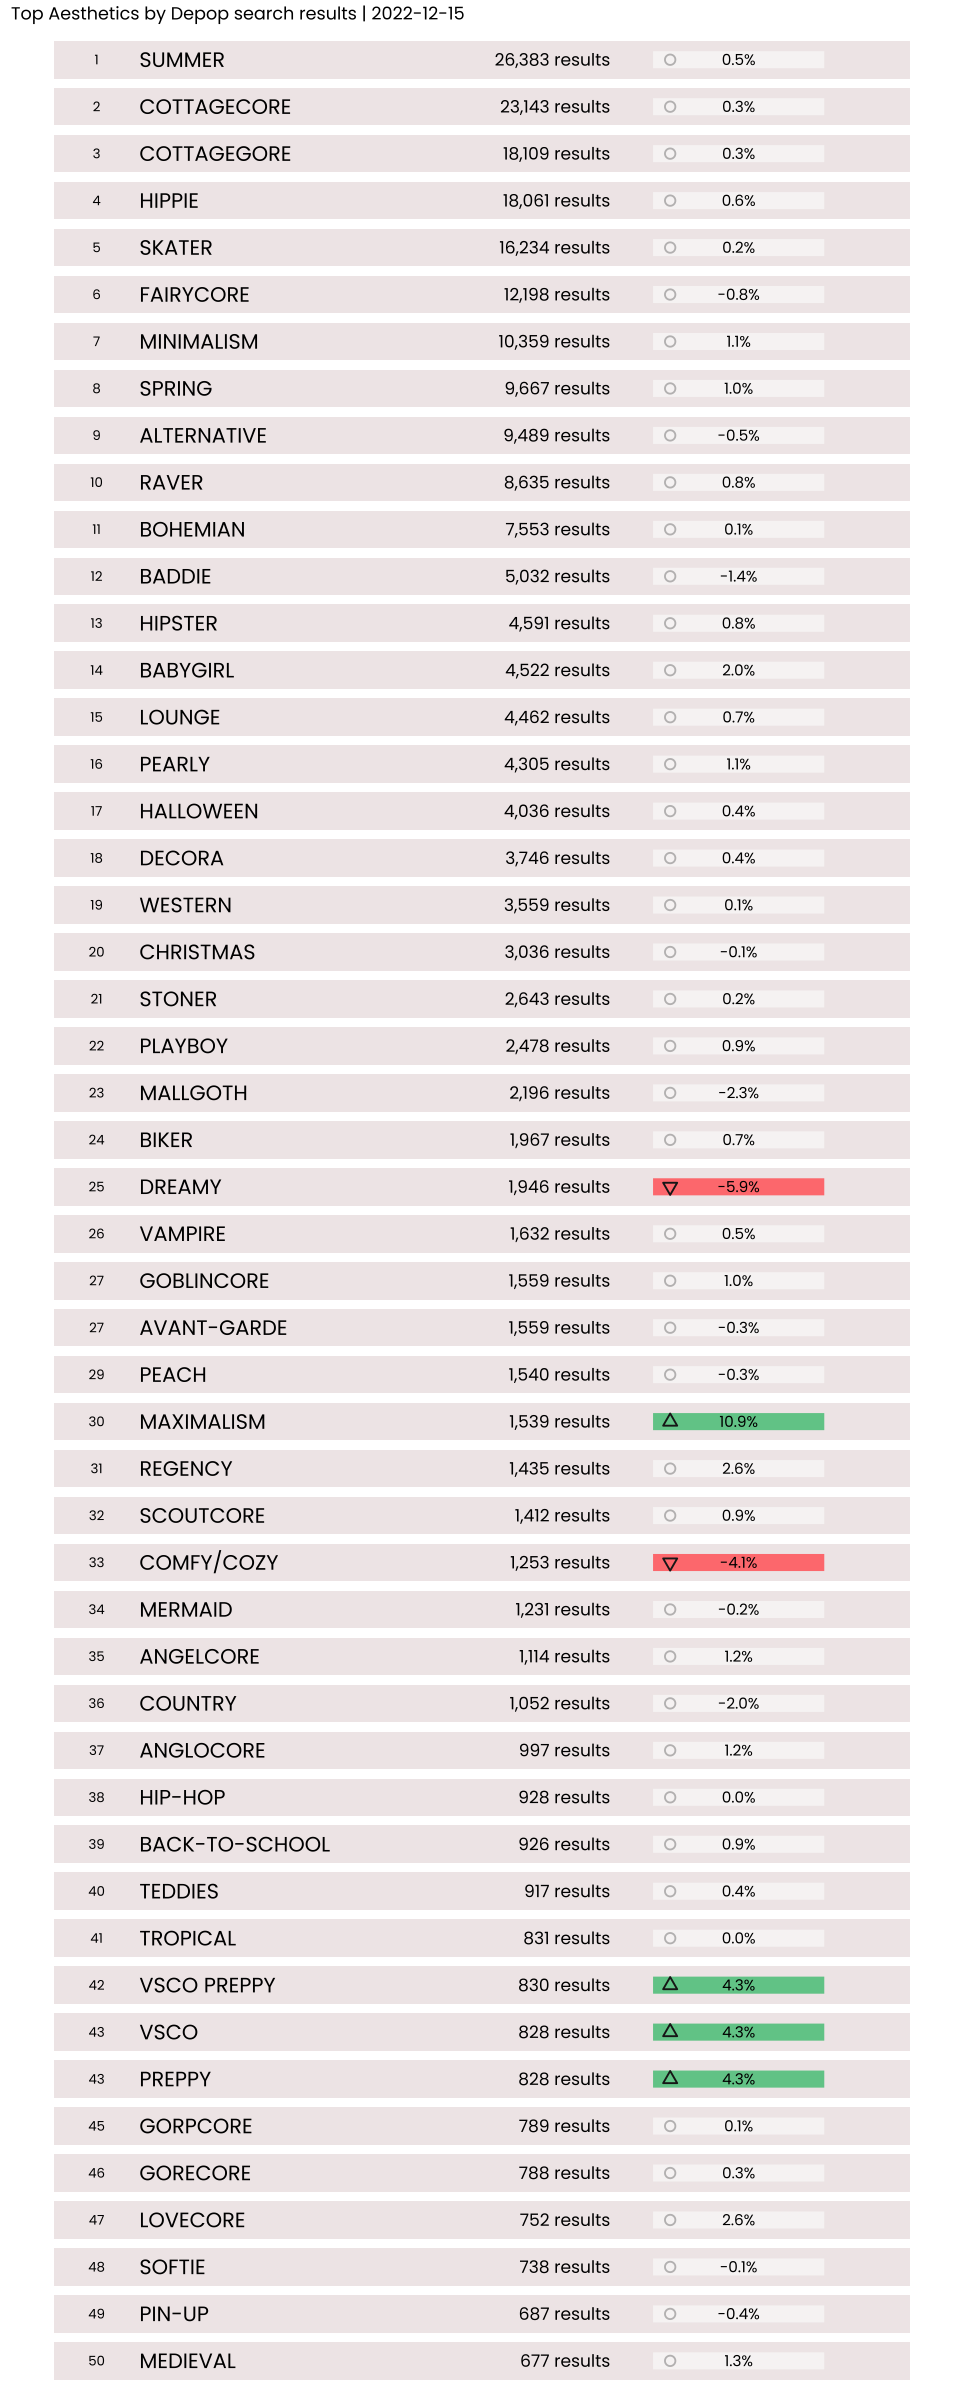 Top Aesthetics by Depop search results | 2022-12-15
1 SUMMER 26,383 results 0.5%
2 COTTAGECORE 23,143 results 0.3%
3 COTTAGEGORE 18,109 results 0.3%
4 HIPPIE 18,061 results 0.6%
5 SKATER 16,234 results 0.2%
6 FAIRYCORE 12,198 results -0.8%
7 MINIMALISM 10,359 results 1.1%
8 SPRING 9,667 results 1.0%
9 ALTERNATIVE 9,489 results -0.5%
10 RAVER 8,635 results 0.8%
11 BOHEMIAN 7,553 results 0.1%
12 BADDIE 5,032 results -1.4%
13 HIPSTER 4,591 results 0.8%
14 BABYGIRL 4,522 results 2.0%
15 LOUNGE 4,462 results 0.7%
16 PEARLY 4,305 results 1.1%
17 HALLOWEEN 4,036 results 0.4%
18 DECORA 3,746 results 0.4%
19 WESTERN 3,559 results 0.1%
20 CHRISTMAS 3,036 results -0.1%
21 STONER 2,643 results 0.2%
22 PLAYBOY 2,478 results 0.9%
23 MALLGOTH 2,196 results -2.3%
24 BIKER 1,967 results 0.7%
25 DREAMY 1,946 results -5.9%
26 VAMPIRE 1,632 results 0.5%
27 GOBLINCORE 1,559 results 1.0%
27 AVANT-GARDE 1,559 results -0.3%
29 PEACH 1,540 results -0.3%
30 MAXIMALISM 1,539 results 10.9%
31 REGENCY 1,435 results 2.6%
32 SCOUTCORE 1,412 results 0.9%
33 COMFY/COZY 1,253 results -4.1%
34 MERMAID 1,231 results -0.2%
35 ANGELCORE 1,114 results 1.2%
36 COUNTRY 1,052 results -2.0%
37 ANGLOCORE 997 results 1.2%
38 HIP-HOP 928 results 0.0%
39 BACK-TO-SCHOOL 926 results 0.9%
40 TEDDIES 917 results 0.4%
41 TROPICAL 831 results 0.0%
42 VSCO PREPPY 830 results 4.3%
43 VSCO 828 results 4.3%
43 PREPPY 828 results 4.3%
45 GORPCORE 789 results 0.1%
46 GORECORE 788 results 0.3%
47 LOVECORE 752 results 2.6%
48 SOFTIE 738 results -0.1%
49 PIN-UP 687 results -0.4%
50 MEDIEVAL 677 results 1.3%